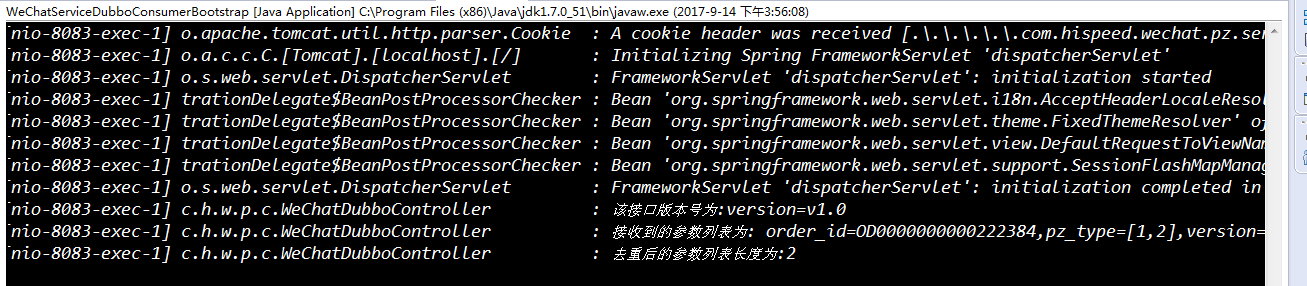 WeChatServiceDubboConsumerBootstrap [Java Application] C:\Program Files (x86)\Java\jdk1.7.0_51\bin\javaw.exe (2017-9-14 下午3:56:08)
nio-8083-exec-1] o.apache.tomcat.util.http.parser.Cookie : A cookie header was received [.\.\.\.\.\.com.hispeed.wechat.pz.ser
nio-8083-exec-1] o.a.c.c.C.[Tomcat].[localhost].[/] : Initializing Spring FrameworkServlet 'dispatcherServlet'
nio-8083-exec-1] o.s.web.servlet.DispatcherServlet : FrameworkServlet 'dispatcherServlet': initialization started
nio-8083-exec-1] trationDelegate$BeanPostProcessorChecker : Bean 'org.springframework.web.servlet.i18n.AcceptHeaderLocaleResol
nio-8083-exec-1] trationDelegate$BeanPostProcessorChecker : Bean 'org.springframework.web.servlet.theme.FixedThemeResolver' of
nio-8083-exec-1] trationDelegate$BeanPostProcessorChecker : Bean 'org.springframework.web.servlet.view.DefaultRequestToViewNam
nio-8083-exec-1] trationDelegate$BeanPostProcessorChecker : Bean 'org.springframework.web.servlet.support.SessionFlashMapManag
nio-8083-exec-1] o.s.web.servlet.DispatcherServlet : FrameworkServlet 'dispatcherServlet': initialization completed in
nio-8083-exec-1] c.h.w.p.c.WeChatDubboController : 该接口版本号为:version=v1.0
nio-8083-exec-1] c.h.w.p.c.WeChatDubboController : 接收到的参数列表为: order_id=OD0000000000222384,pz_type=[1,2],version=
nio-8083-exec-1] c.h.w.p.c.WeChatDubboController : 去重后的参数列表长度为:2